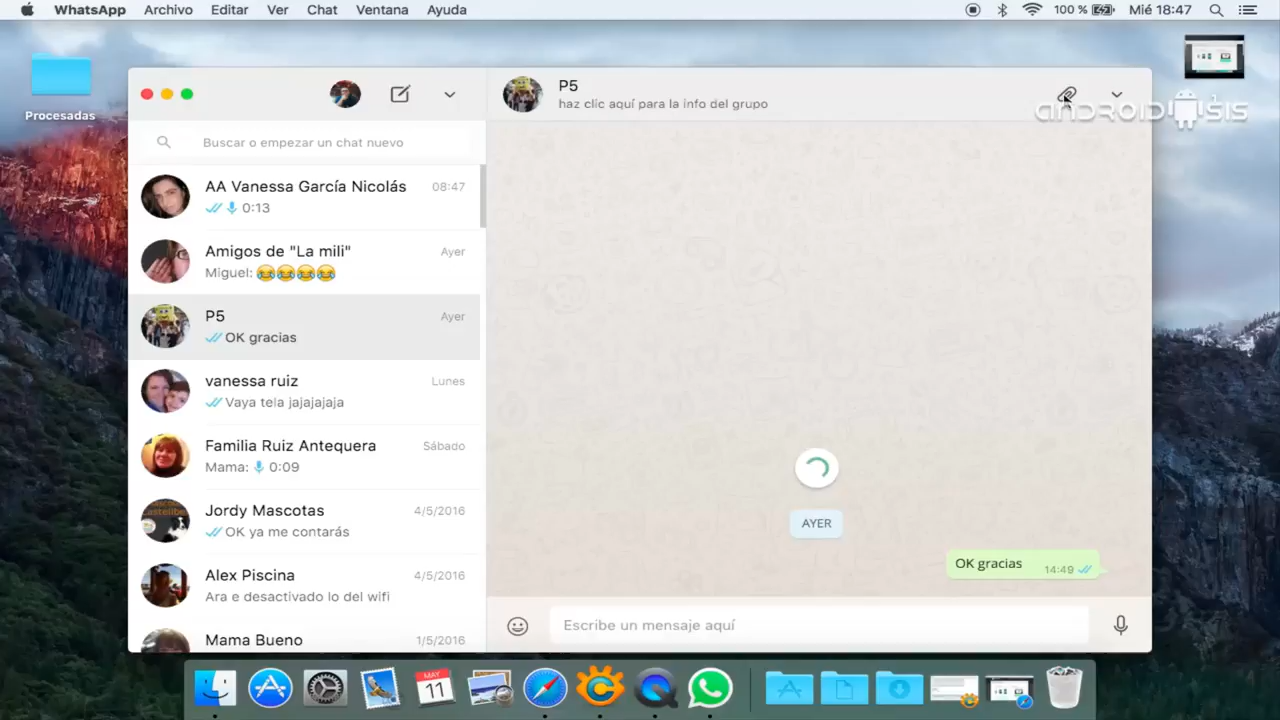 WhatsApp Archivo Editar Ver Chat Ventana Ayuda 100 % Mié 18:47
Procesadas
P5
haz clic aquí para la info del grupo
ANDROIDSIS
Buscar o empezar un chat nuevo
AA Vanessa García Nicolás 08:47
0:13
Amigos de "La mili" Ayer
Miguel: 😂😂😂😂
P5 Ayer
OK gracias
vanessa ruiz Lunes
Vaya tela jajajajaja
Familia Ruiz Antequera Sábado
Mama: 0:09
Jordy Mascotas 4/5/2016
OK ya me contarás
Alex Piscina 4/5/2016
Ara e desactivado lo del wifi
Mama Bueno 1/5/2016
AYER
OK gracias 14:49
Escribe un mensaje aquí
MAY
11